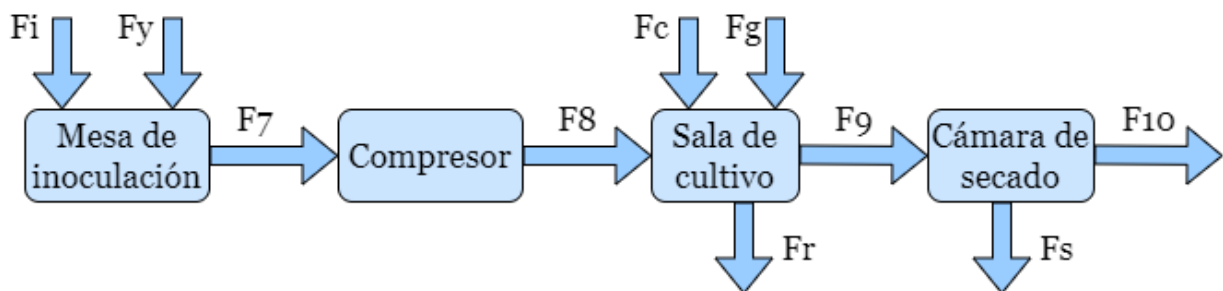 Fi
Fy
Fc
Fg
Mesa de
inoculación
F7
Compresor
F8
Sala de
cultivo
F9
Cámara de
secado
F10
Fr
Fs